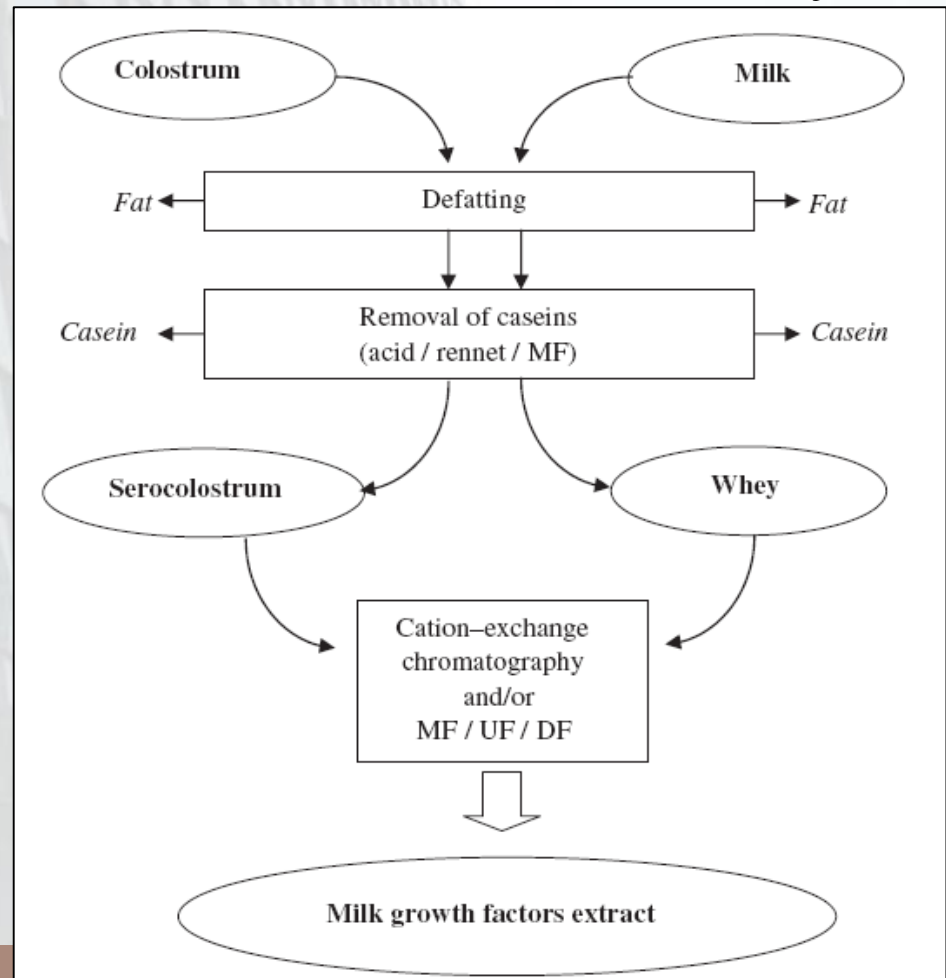 Colostrum
Milk
Fat
Defatting
Fat
Casein
Removal of caseins
(acid / rennet / MF)
Casein
Serocolostrum
Whey
Cation–exchange
chromatography
and/or
MF / UF / DF
Milk growth factors extract